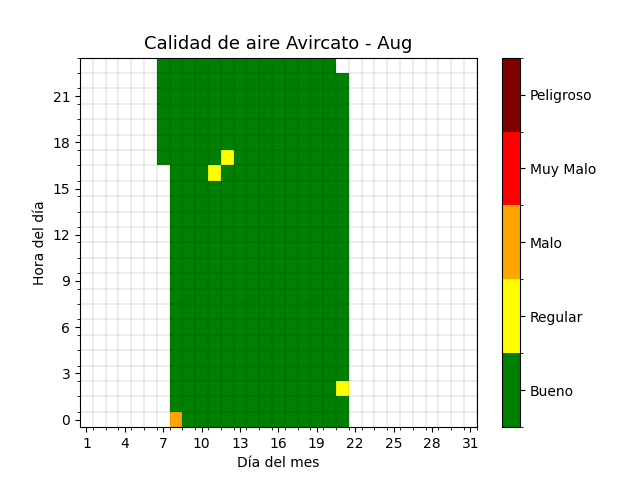 Calidad de aire Avircato - Aug
Hora del día
21
18
15
12
9
6
3
0
1 4 7 10 13 16 19 22 25 28 31
Día del mes
Peligroso
Muy Malo
Malo
Regular
Bueno